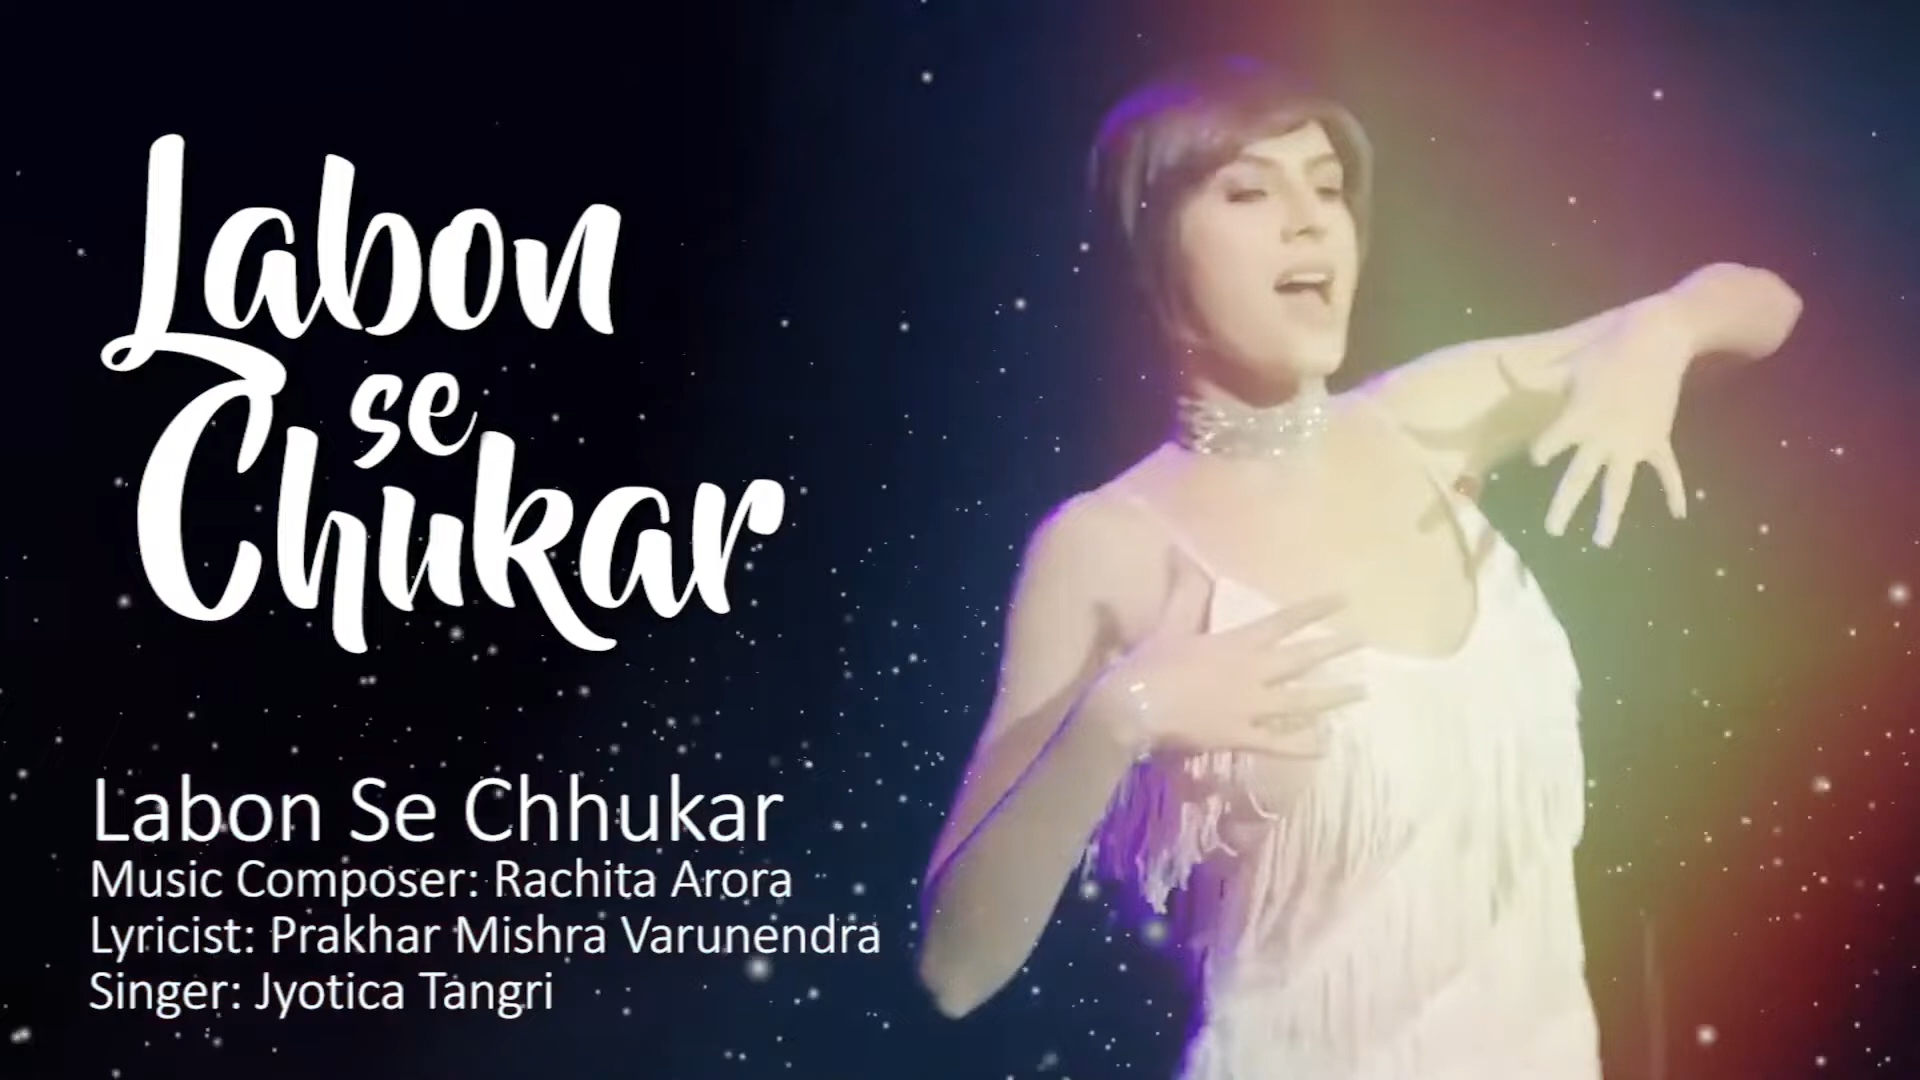 Labon
se
Chukar
Labon Se Chhukar
Music Composer: Rachita Arora
Lyricist: Prakhar Mishra Varunendra
Singer: Jyotica Tangri